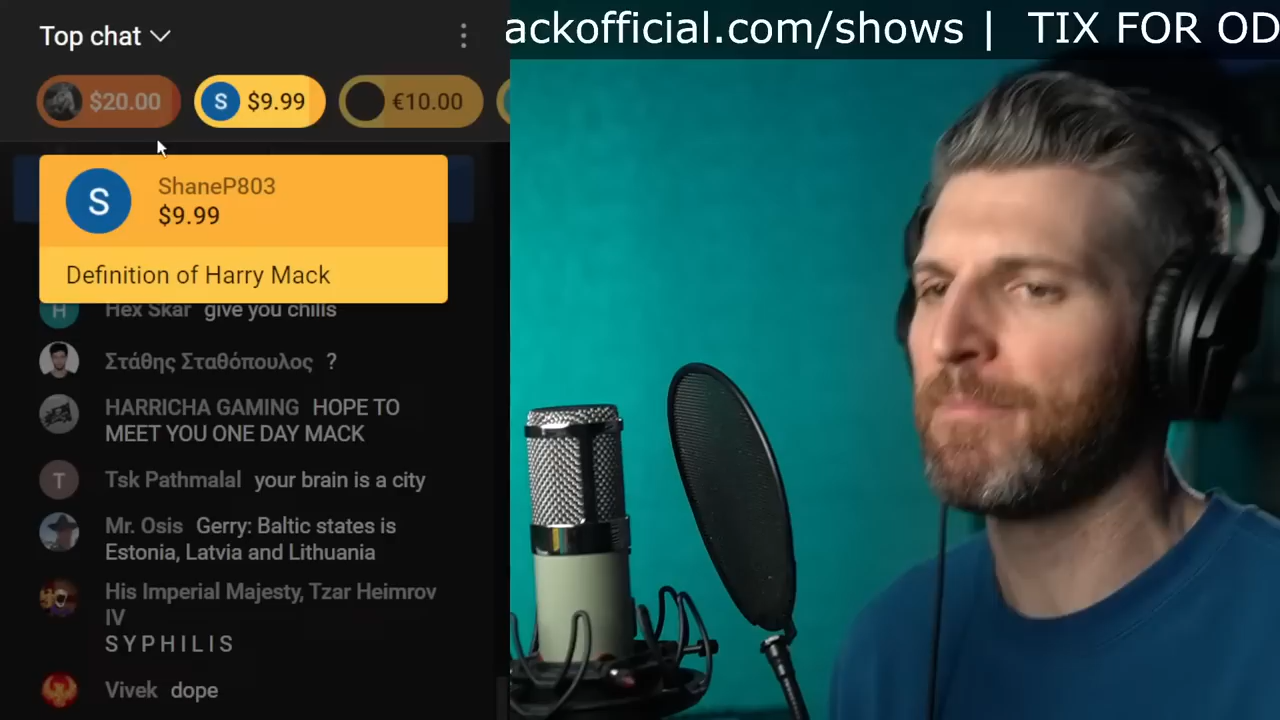 Top chat
ackofficial.com/shows | TIX FOR OD
$20.00
S $9.99
€10.00
S
ShaneP803
$9.99
Definition of Harry Mack
H Hex Skar give you chills
Στάθης Σταθόπουλος ?
HARRICHA GAMING HOPE TO
MEET YOU ONE DAY MACK
T Tsk Pathmalal your brain is a city
Mr. Osis Gerry: Baltic states is
Estonia, Latvia and Lithuania
His Imperial Majesty, Tzar Heimrov
IV
S Y P H I L I S
Vivek dope